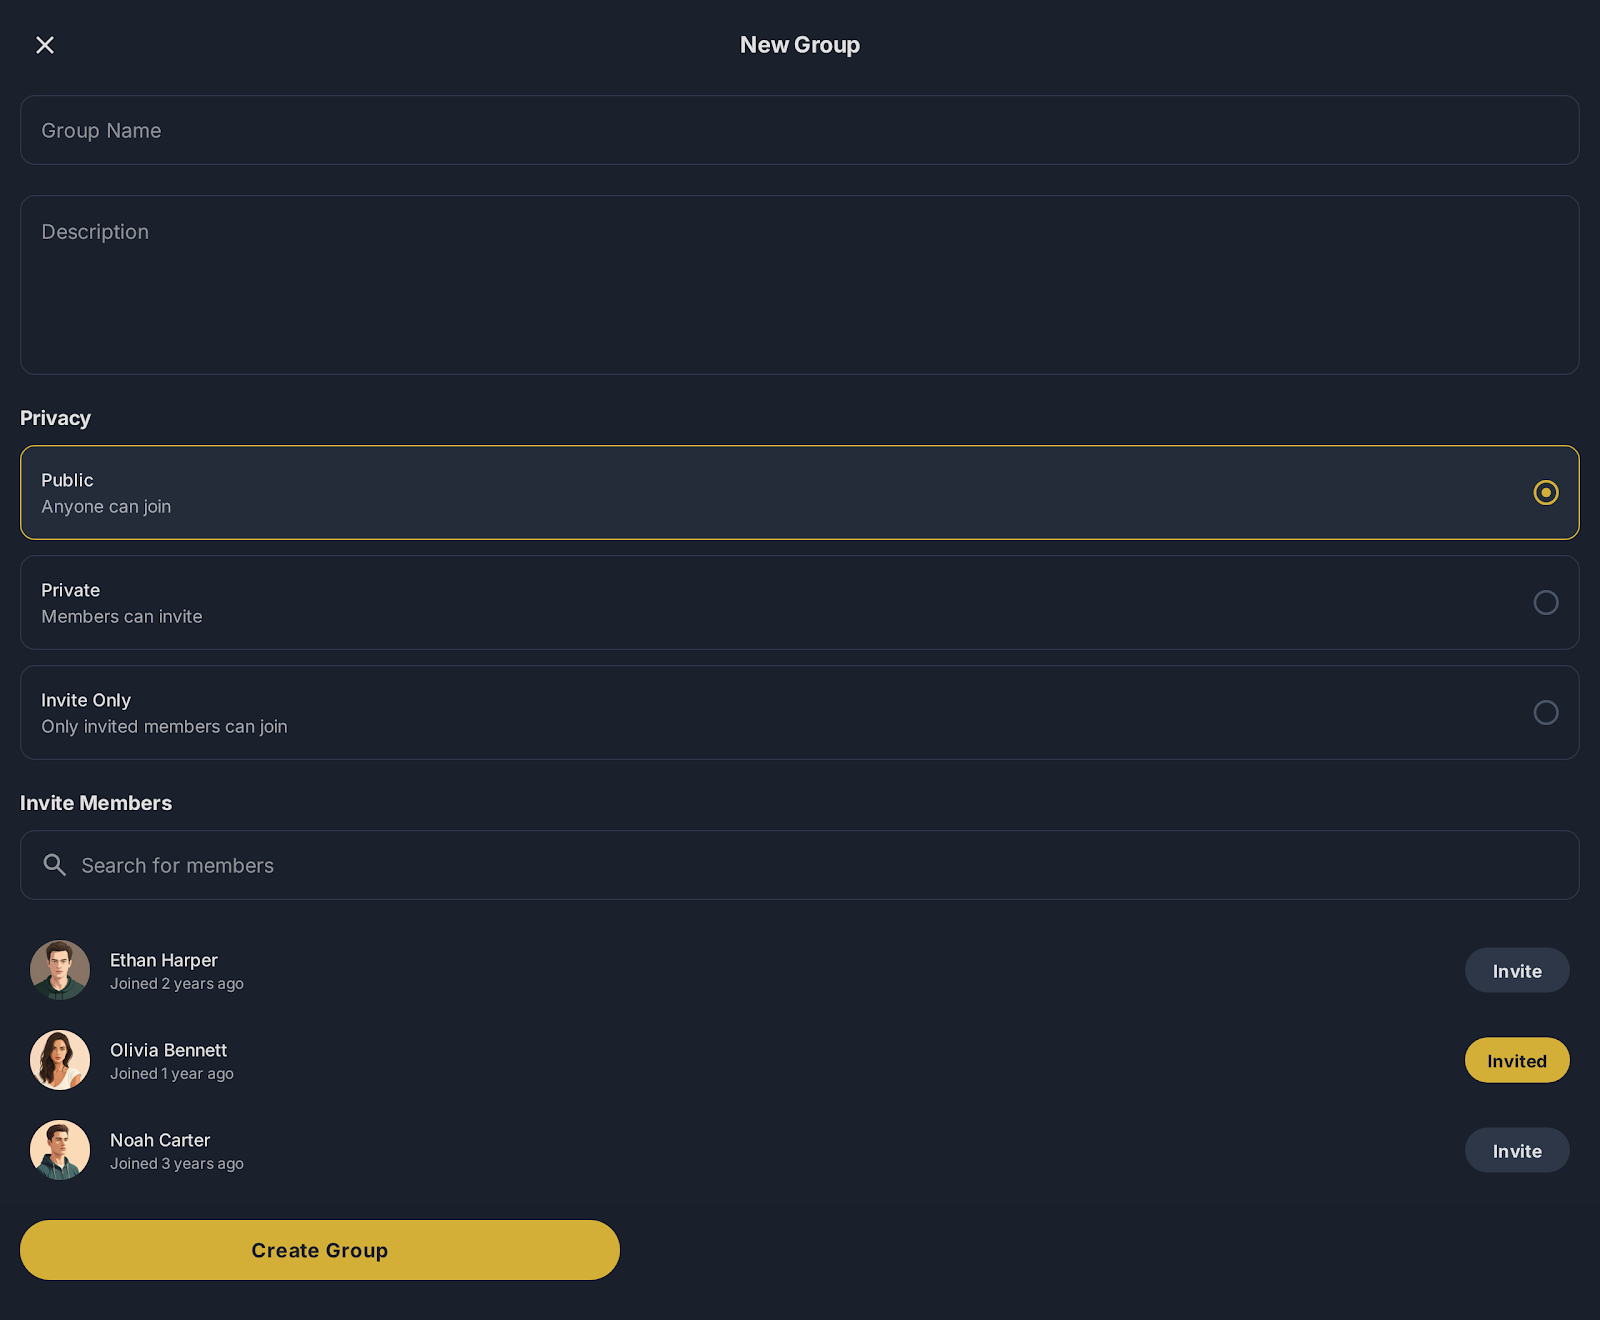 New Group
Group Name
Description
Privacy
Public
Anyone can join
Private
Members can invite
Invite Only
Only invited members can join
Invite Members
Search for members
Ethan Harper
Joined 2 years ago
Invite
Olivia Bennett
Joined 1 year ago
Invited
Noah Carter
Joined 3 years ago
Invite
Create Group